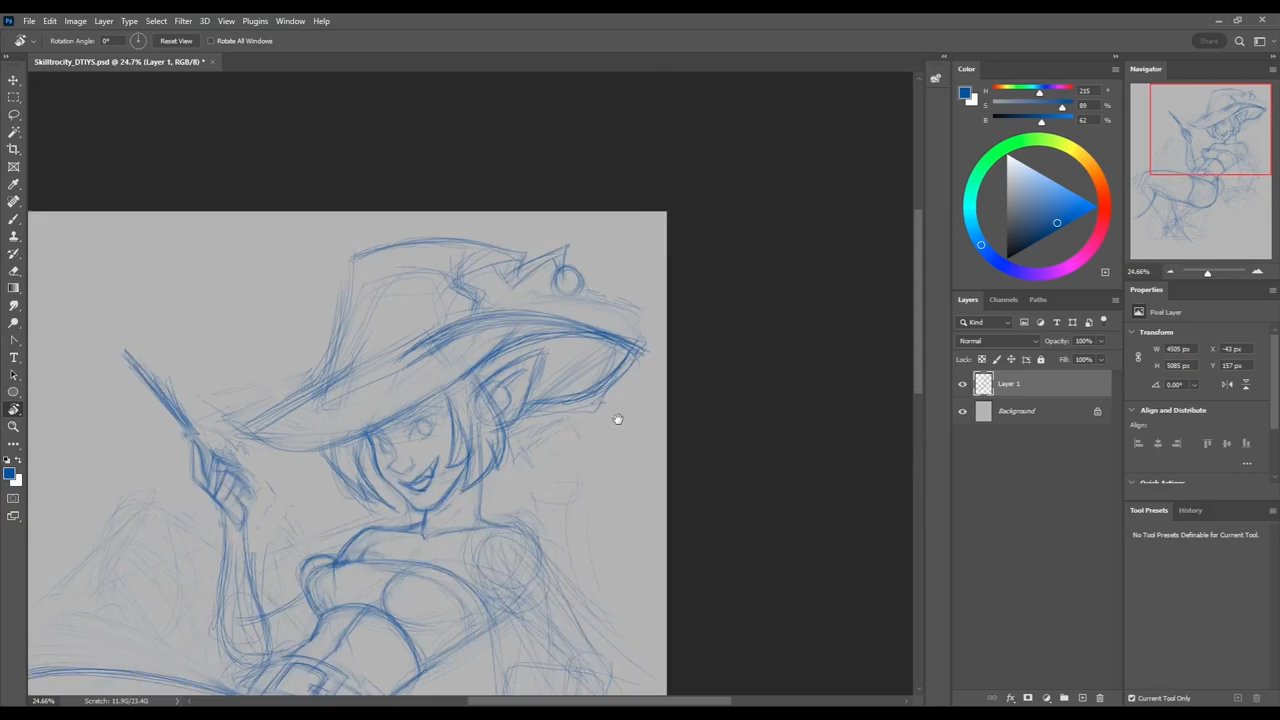 Ps File Edit Image Layer Type Select Filter 3D View Plugins Window Help
Rotation Angle: 0° Reset View Rotate All Windows Share
Skilltrocity_DTIYS.psd @ 24.7% (Layer 1, RGB/8) * ×
Color
H 215 °
S 89 %
B 62 %
Layers Channels Paths
Kind
Normal Opacity: 100%
Lock: Fill: 100%
Layer 1
Background
Navigator
24.66%
Properties
Pixel Layer
Transform
W 4505 px X -43 px
H 5085 px Y 157 px
0.00°
Align and Distribute
Align:
Quick Actions
Tool Presets History
No Tool Presets Definable for Current Tool.
Current Tool Only
24.66% Scratch: 11.9G/23.4G